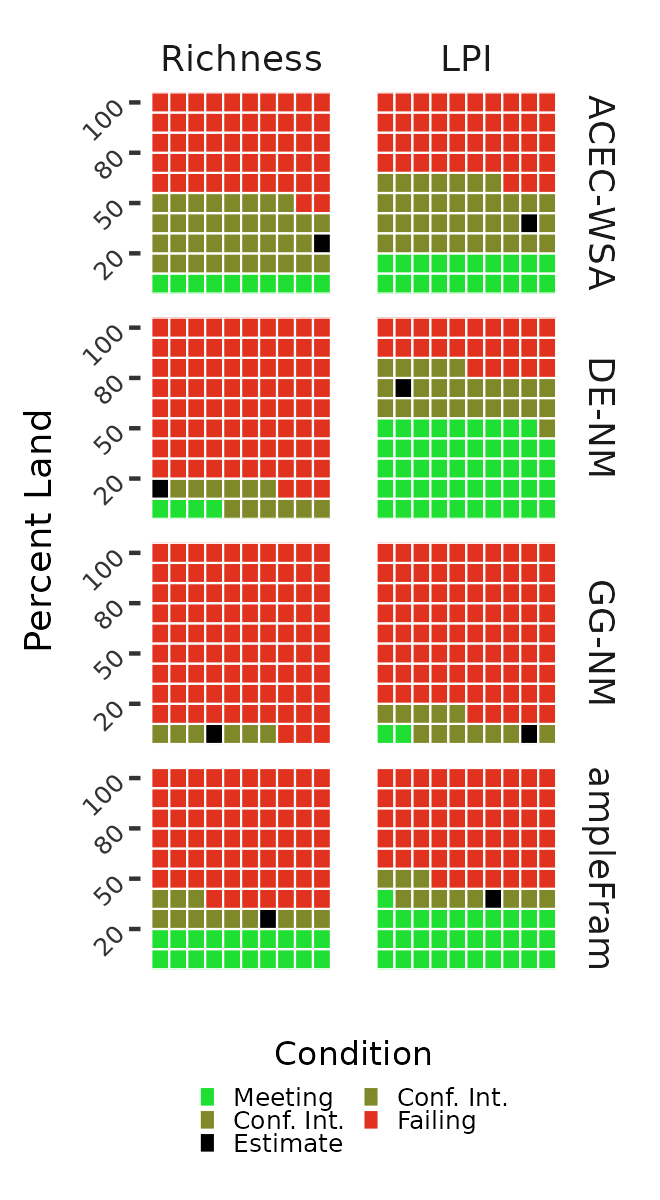 Richness LPI
100
80
50
20
ACEC-WSA
100
80
50
20
DE-NM
Percent Land
100
80
50
20
GG-NM
100
80
50
20
ampleFram
Condition
Meeting Conf. Int.
Conf. Int. Failing
Estimate